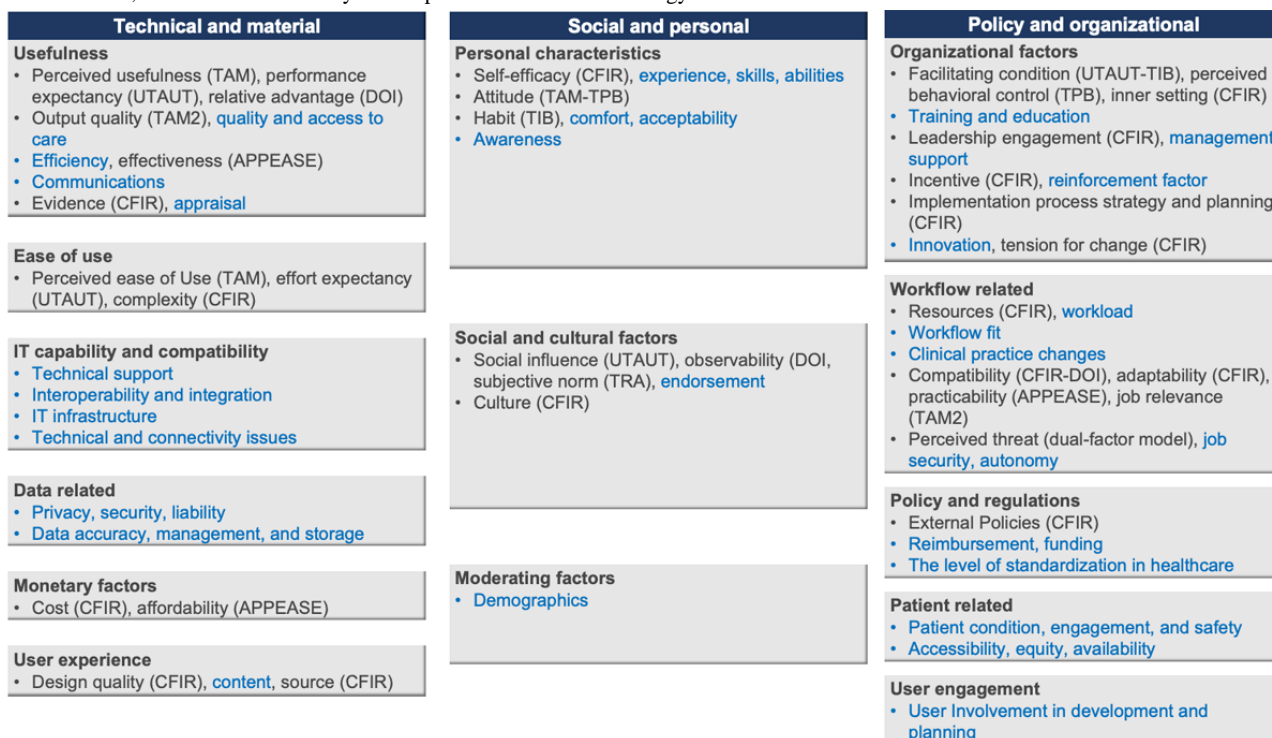 Technical and material
Usefulness
• Perceived usefulness (TAM), performance
expectancy (UTAUT), relative advantage (DOI)
• Output quality (TAM2), quality and access to
care
• Efficiency, effectiveness (APPEASE)
• Communications
• Evidence (CFIR), appraisal
Ease of use
• Perceived ease of Use (TAM), effort expectancy
(UTAUT), complexity (CFIR)
IT capability and compatibility
• Technical support
• Interoperability and integration
• IT infrastructure
• Technical and connectivity issues
Data related
• Privacy, security, liability
• Data accuracy, management, and storage
Monetary factors
• Cost (CFIR), affordability (APPEASE)
User experience
• Design quality (CFIR), content, source (CFIR)
Social and personal
Personal characteristics
• Self-efficacy (CFIR), experience, skills, abilities
• Attitude (TAM-TPB)
• Habit (TIB), comfort, acceptability
• Awareness
Social and cultural factors
• Social influence (UTAUT), observability (DOI,
subjective norm (TRA), endorsement
• Culture (CFIR)
Moderating factors
• Demographics
Policy and organizational
Organizational factors
• Facilitating condition (UTAUT-TIB), perceived
behavioral control (TPB), inner setting (CFIR)
• Training and education
• Leadership engagement (CFIR), management
support
• Incentive (CFIR), reinforcement factor
• Implementation process strategy and planning
(CFIR)
• Innovation, tension for change (CFIR)
Workflow related
• Resources (CFIR), workload
• Workflow fit
• Clinical practice changes
• Compatibility (CFIR-DOI), adaptability (CFIR),
practicability (APPEASE), job relevance
(TAM2)
• Perceived threat (dual-factor model), job
security, autonomy
Policy and regulations
• External Policies (CFIR)
• Reimbursement, funding
• The level of standardization in healthcare
Patient related
• Patient condition, engagement, and safety
• Accessibility, equity, availability
User engagement
• User Involvement in development and
planning